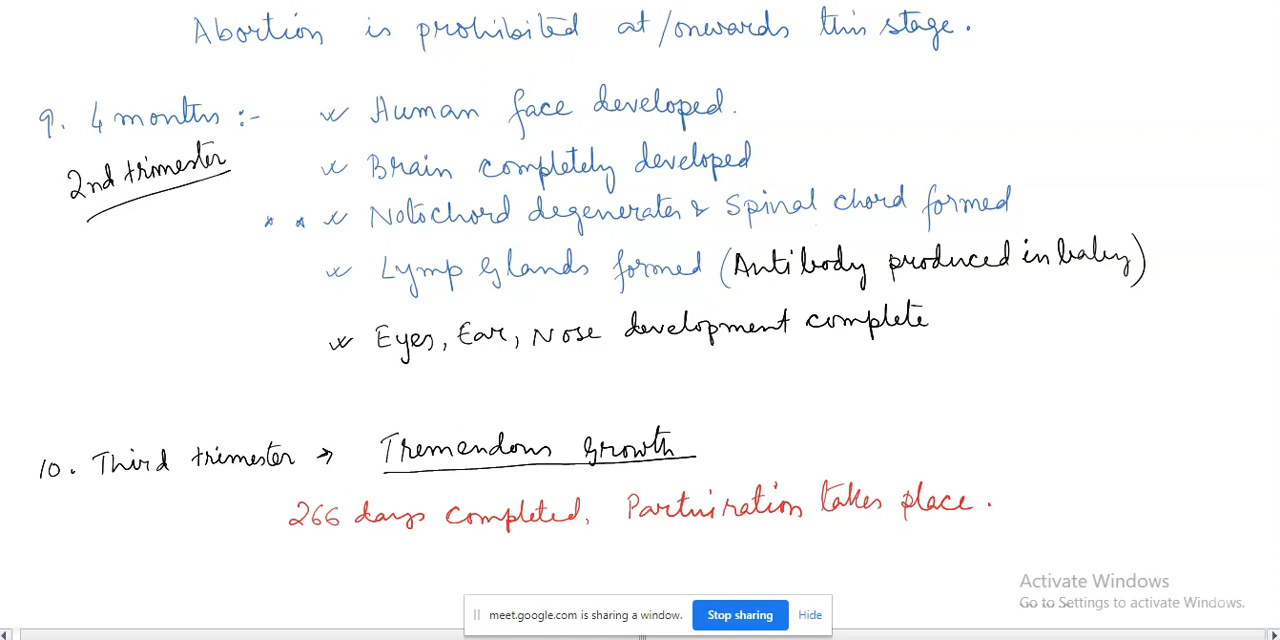 Abortion is prohibited at/onwards this stage.
9. 4 months :- Human face developed.
2nd trimester
Brain completely developed
Notochord degenerates & Spinal chord formed
Lymp Glands formed (Antibody produced in baby)
Eyes, Ear, Nose development complete
10. Third trimester → Tremendous Growth
266 days completed, Partuiration takes place.
Activate Windows
Go to Settings to activate Windows.
meet.google.com is sharing a window. Stop sharing Hide